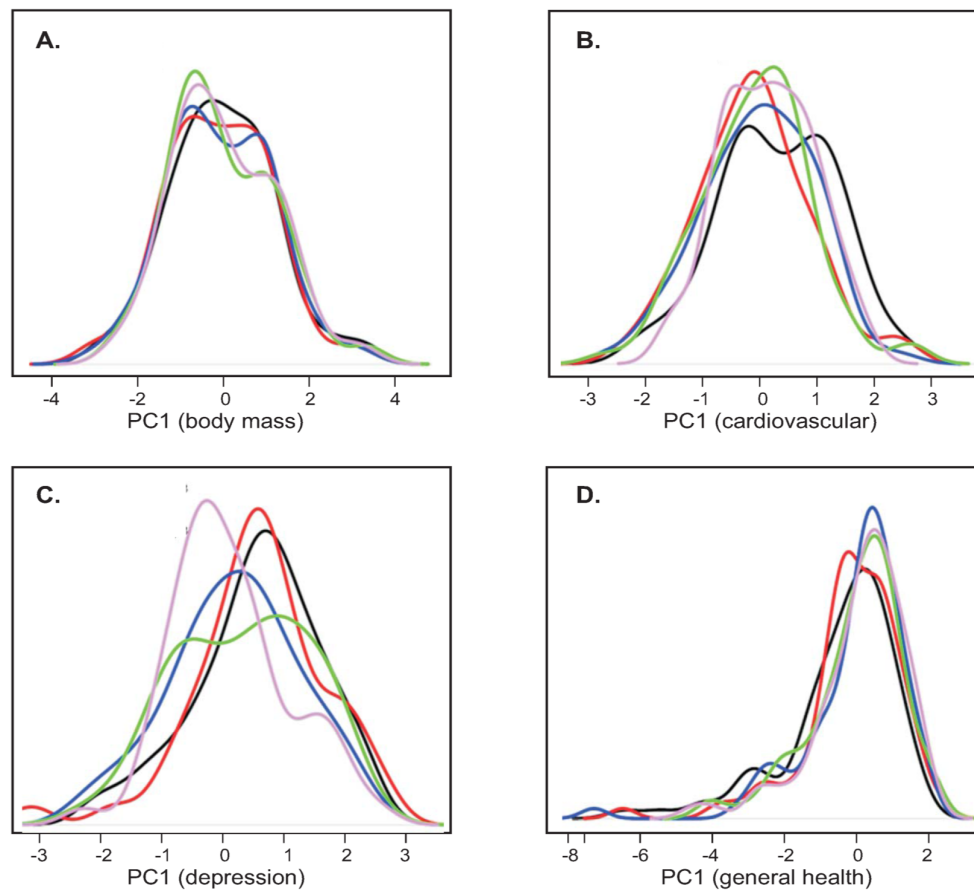 A.
-4 -2 0 2 4
PC1 (body mass)
B.
-3 -2 -1 0 1 2 3
PC1 (cardiovascular)
C.
-3 -2 -1 0 1 2 3
PC1 (depression)
D.
-8 -6 -4 -2 0 2
PC1 (general health)